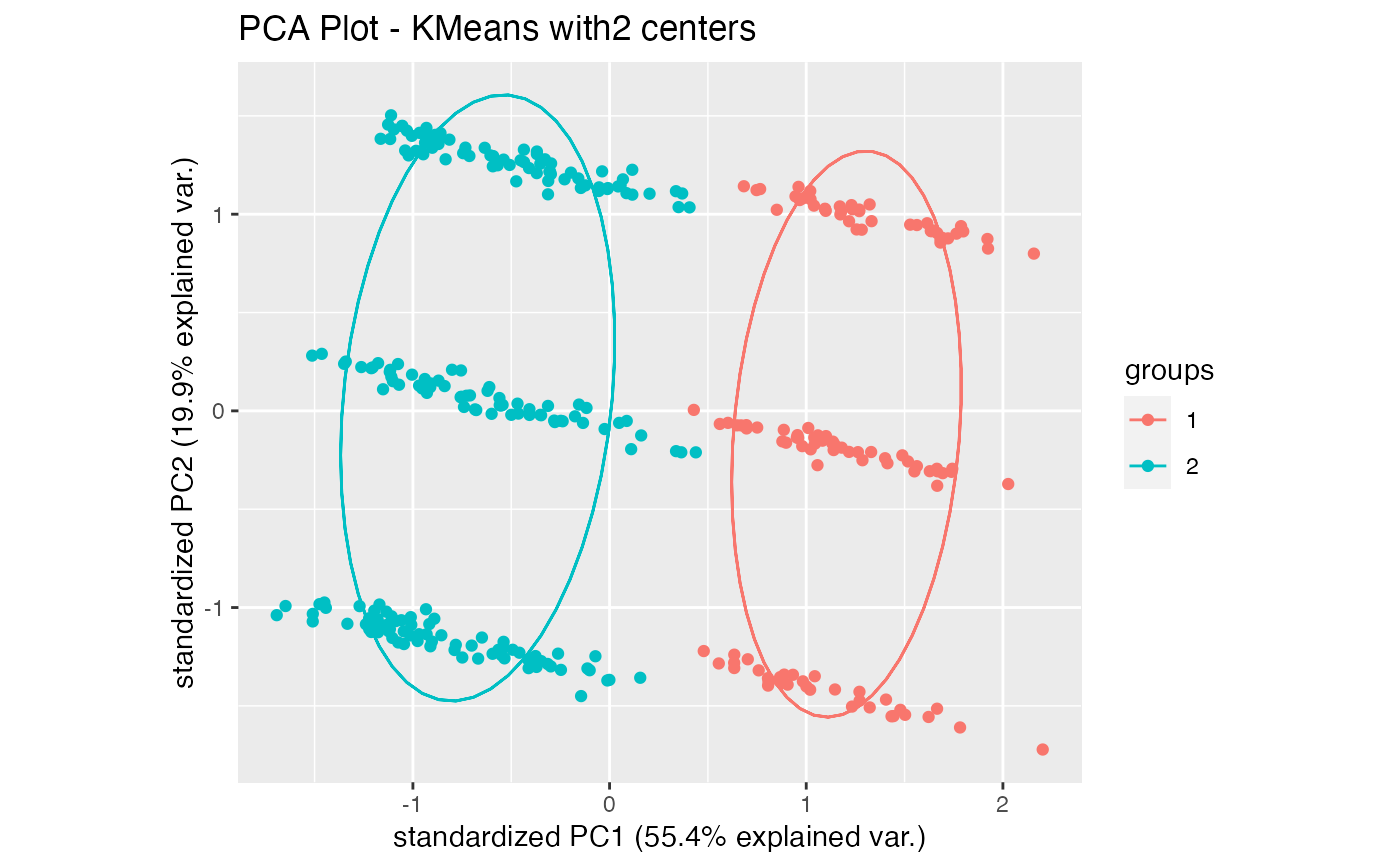 PCA Plot - KMeans with2 centers
standardized PC2 (19.9% explained var.)
1
0
-1
-1
0
1
2
standardized PC1 (55.4% explained var.)
groups
1
2